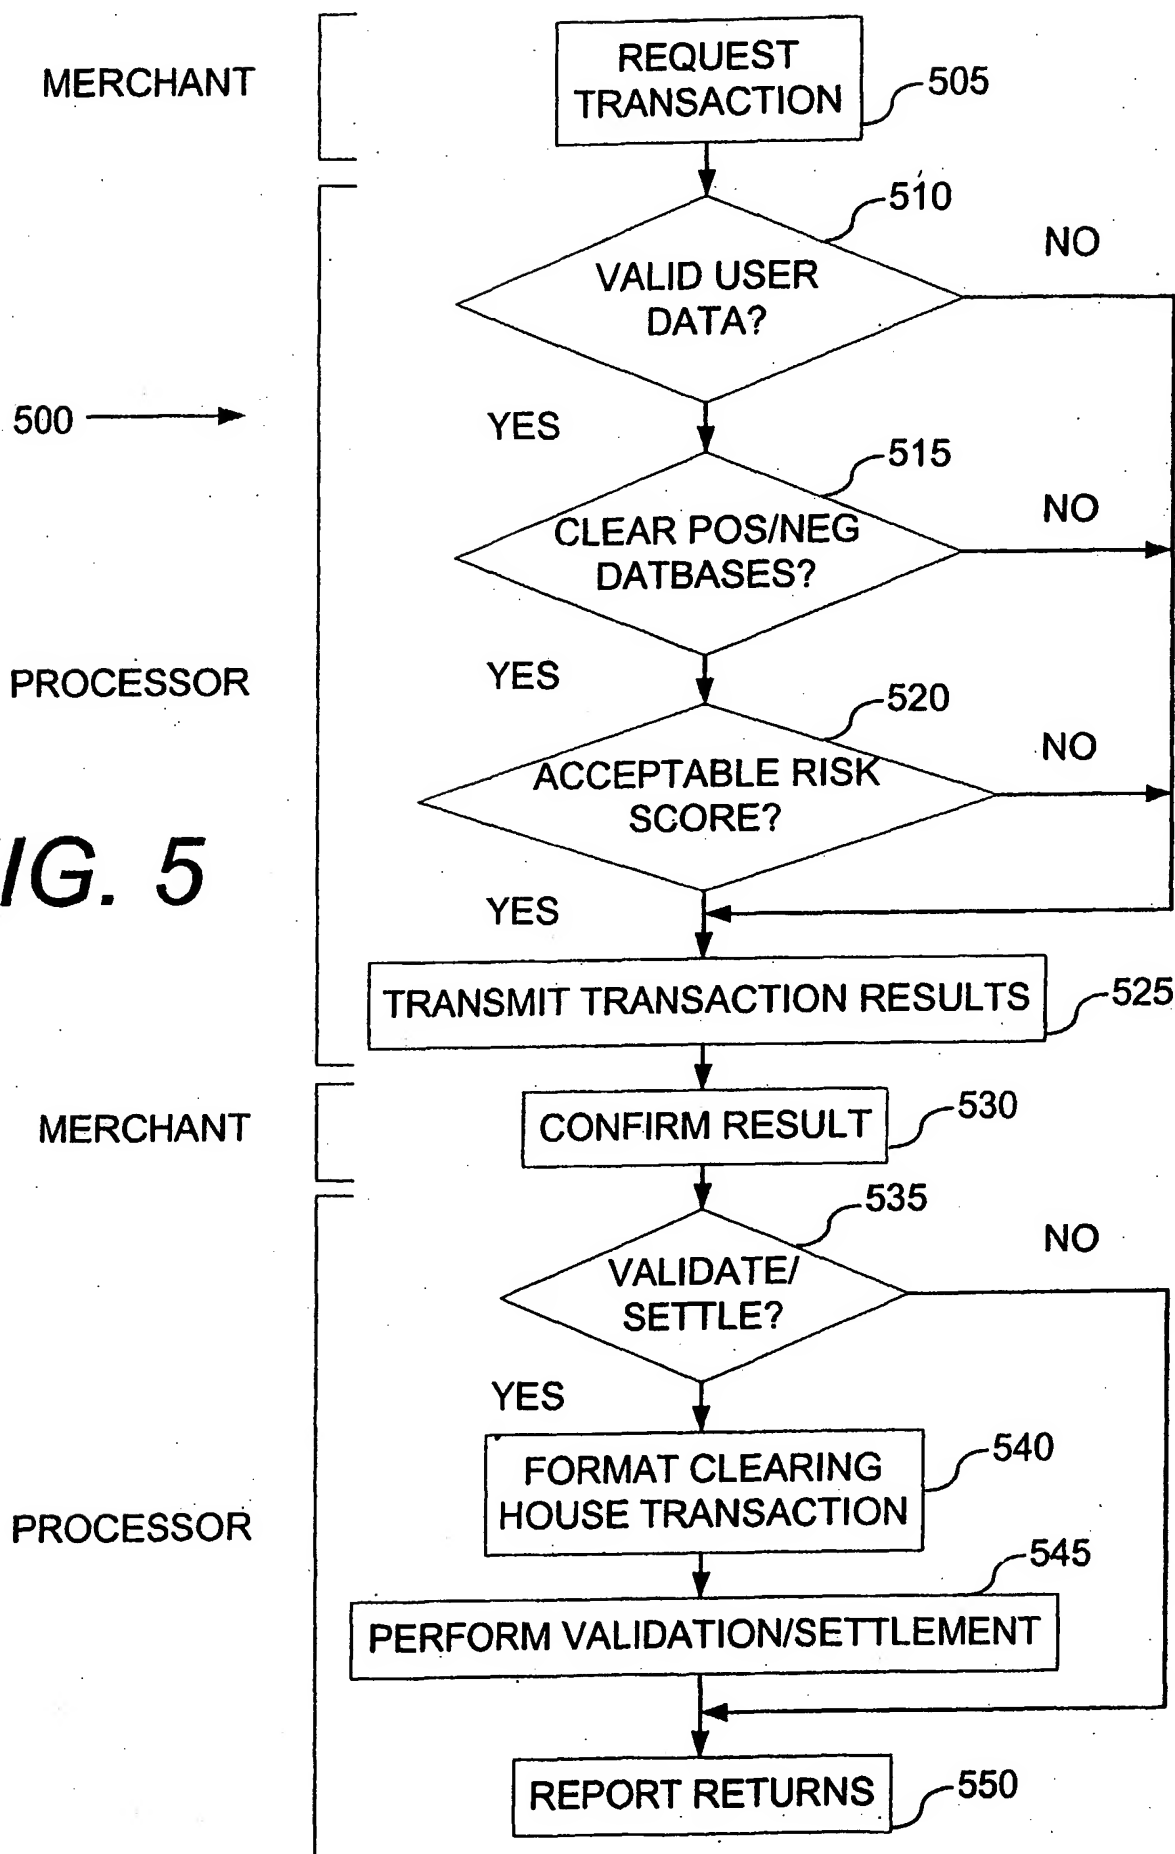 MERCHANT
REQUEST
TRANSACTION
505
510
NO
VALID USER
DATA?
500
YES
515
NO
CLEAR POS/NEG
DATBASES?
PROCESSOR
YES
520
NO
ACCEPTABLE RISK
SCORE?
IG. 5
YES
TRANSMIT TRANSACTION RESULTS
525
MERCHANT
CONFIRM RESULT
530
535
NO
VALIDATE/
SETTLE?
YES
FORMAT CLEARING
HOUSE TRANSACTION
540
PROCESSOR
545
PERFORM VALIDATION/SETTLEMENT
REPORT RETURNS
550